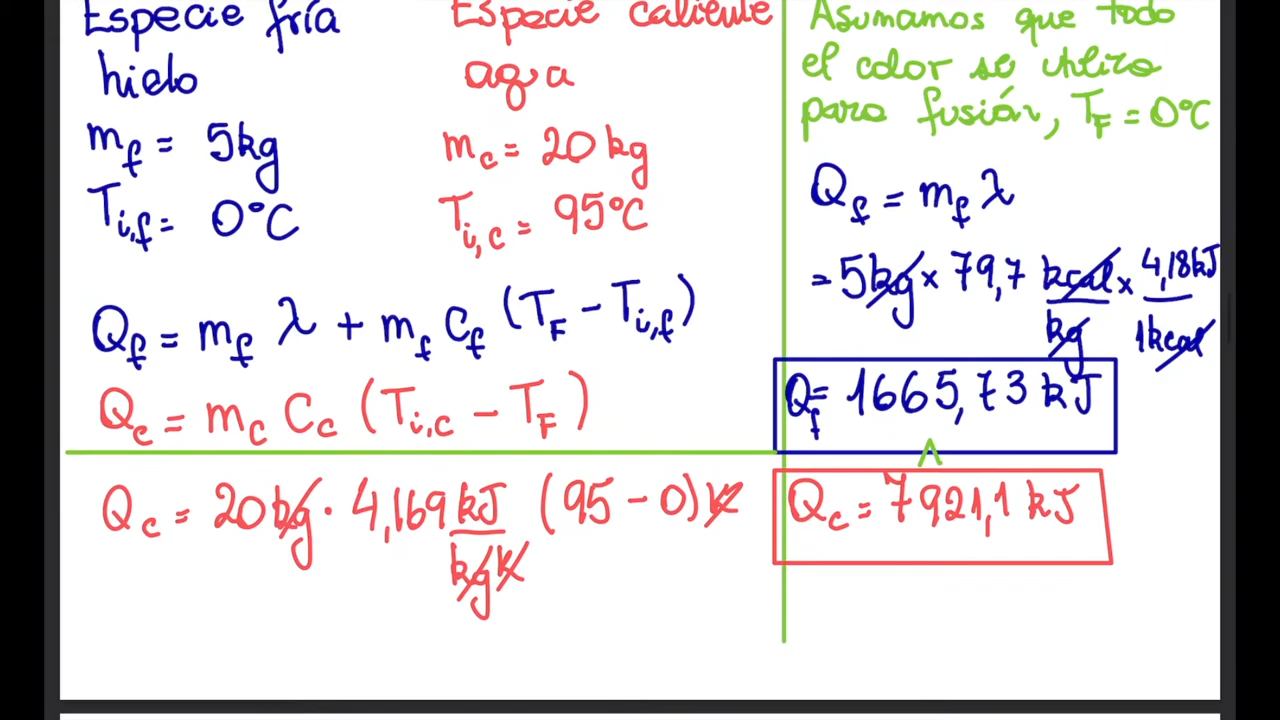 Especie fría
hielo
m_f = 5kg
T_i,f = 0°C
Especie caliente
agua
m_c = 20 kg
T_i,c = 95°C
Q_f = m_f λ + m_f C_f (T_F - T_i,f)
Q_c = m_c C_c (T_i,c - T_F)
Q_c = 20kg · 4,169 kJ/kgK (95 - 0)K
Asumamos que todo
el calor se utiliza
para fusión, T_F = 0°C
Q_f = m_f λ
= 5kg × 79,7 kcal/kg × 4,18kJ/1kcal
Q_f = 1665,73 kJ
^
Q_c = 7921,1 kJ